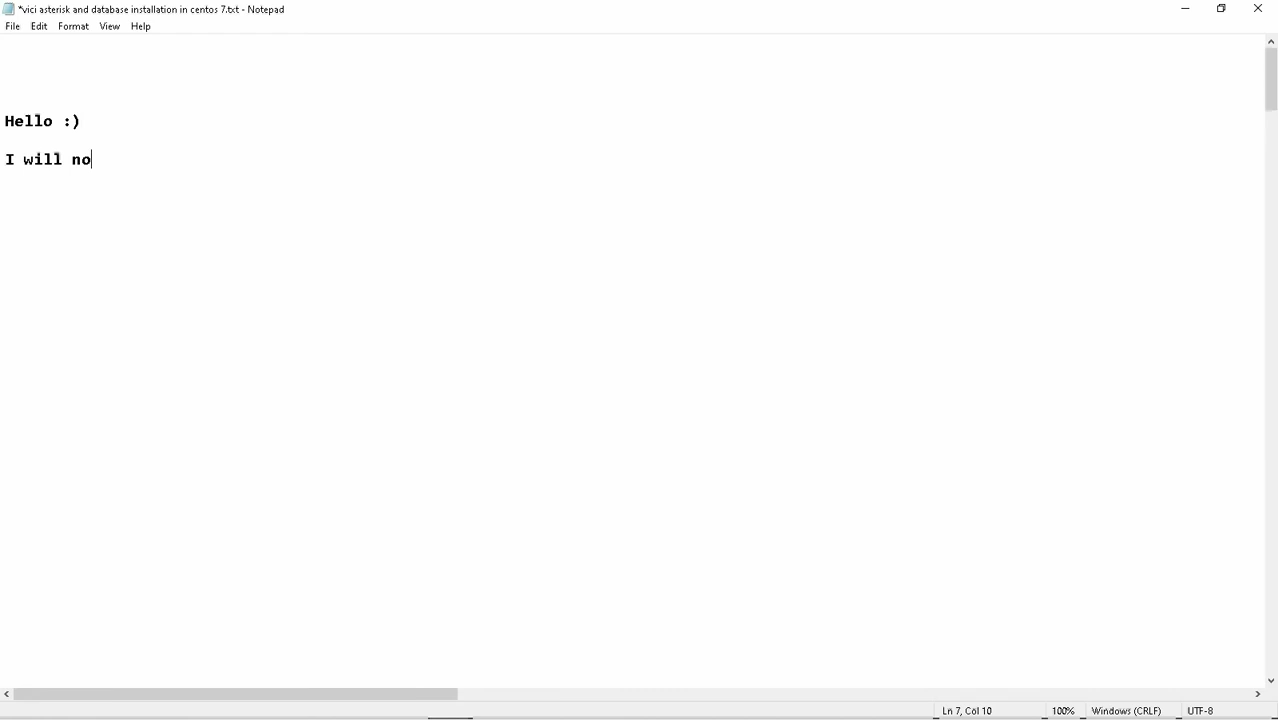 *vici asterisk and database installation in centos 7.txt - Notepad
File Edit Format View Help
Hello :)
I will no
Ln 7, Col 10 100% Windows (CRLF) UTF-8